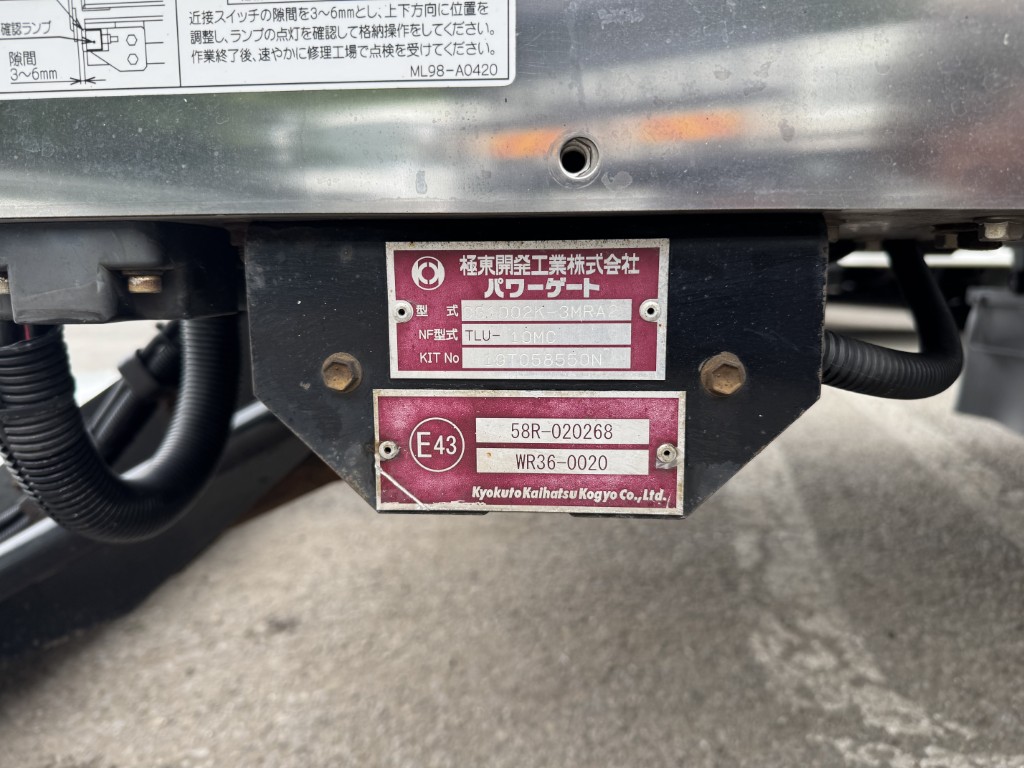 近接スイッチの隙間を3~6mmとし、上下方向に位置を
調整し、ランプの点灯を確認して格納操作をしてください。
作業終了後、速やかに修理工場で点検を受けてください。
確認ランプ
隙間
3~6mm
ML98-A0420
極東開発工業株式会社
パワーゲート
型 式
NF型式 TLU-
KIT No
E43
58R-020268
WR36-0020
Kyokuto Kaihatsu Kogyo Co., Ltd.